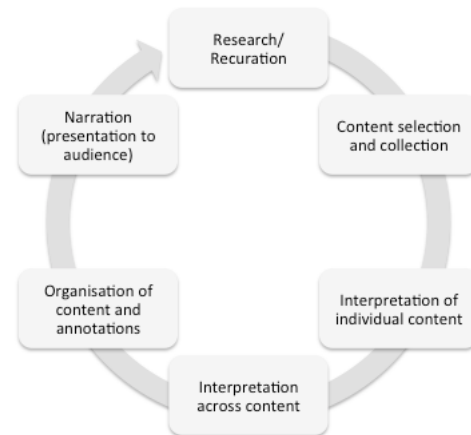 Research/
Recuration
Content selection
and collection
Interpretation of
individual content
Interpretation
across content
Organisation of
content and
annotations
Narration
(presentation to
audience)